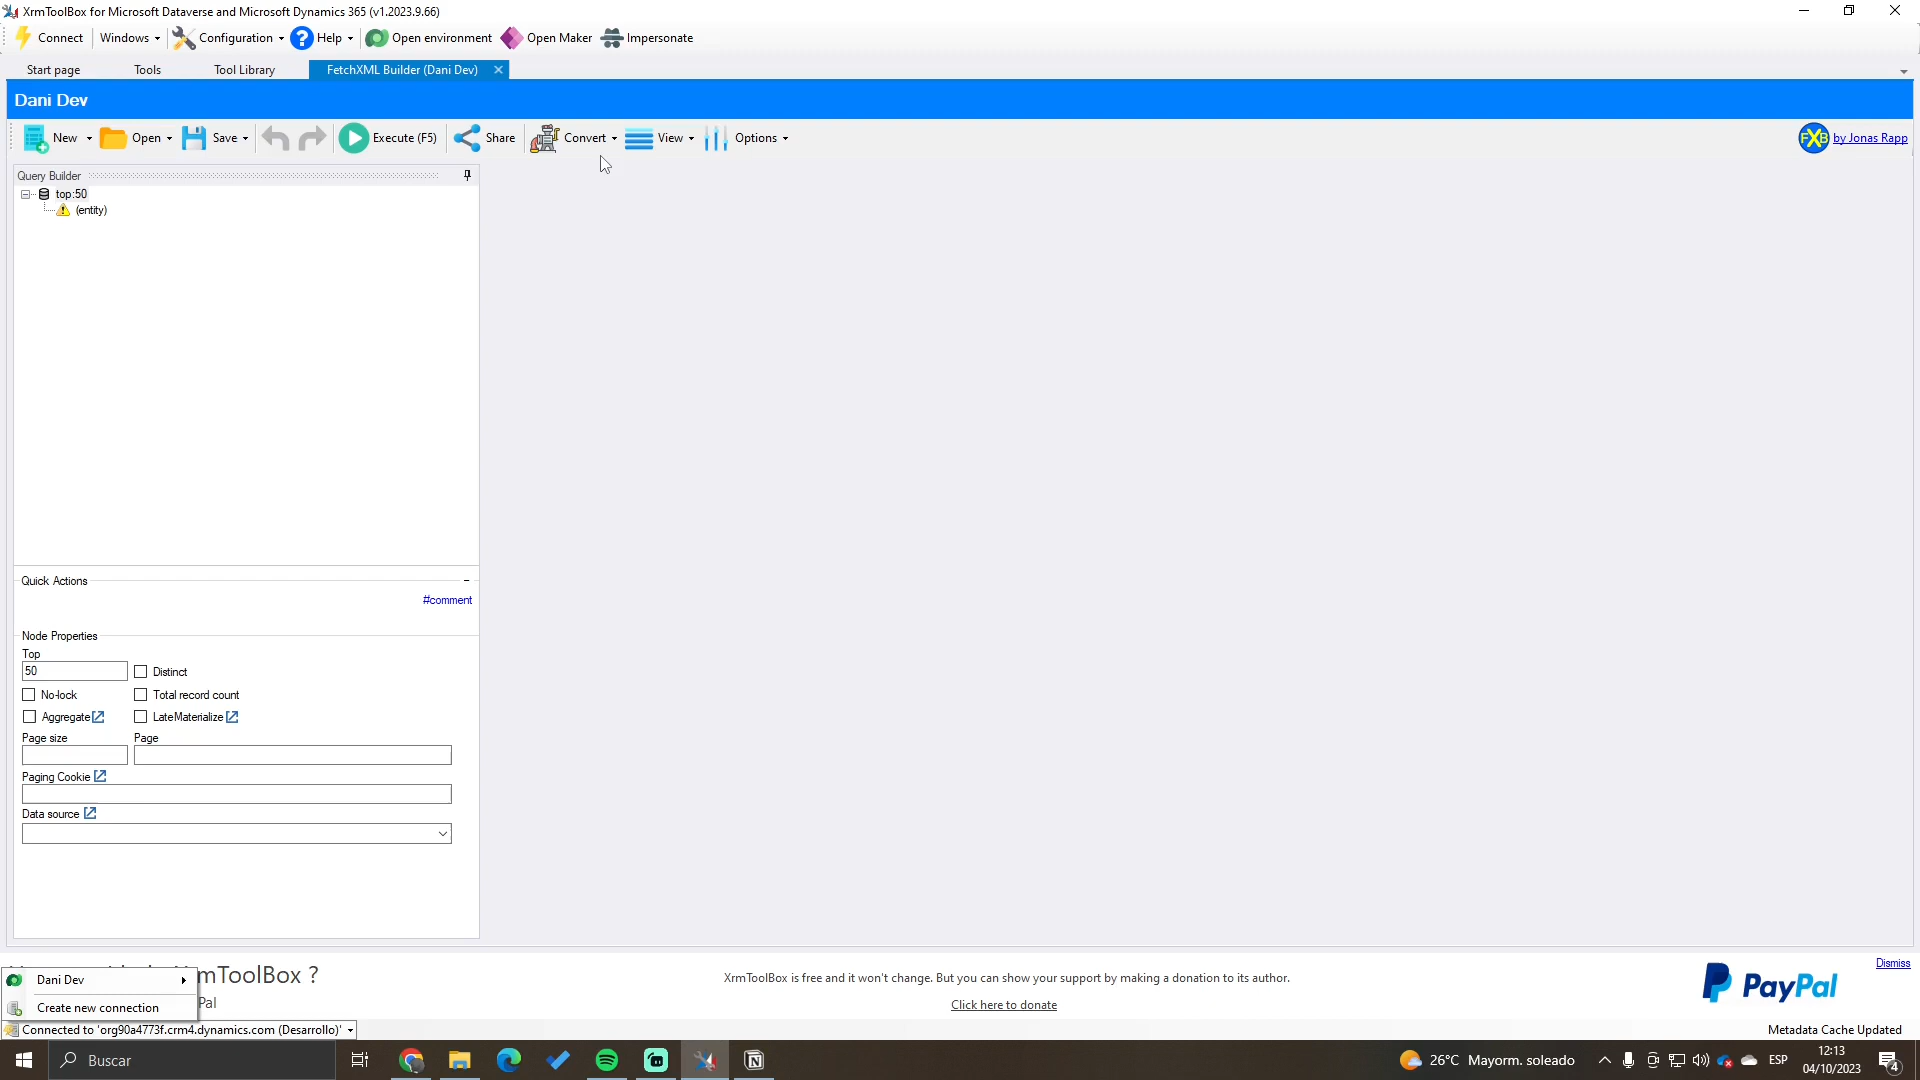 XrmToolBox for Microsoft Dataverse and Microsoft Dynamics 365 (v1.2023.9.66)
Connect Windows Configuration Help Open environment Open Maker Impersonate
Start page Tools Tool Library FetchXML Builder (Dani Dev)
Dani Dev
New Open Save Execute (F5) Share Convert View Options FXB by Jonas Rapp
Query Builder
top:50
(entity)
Quick Actions
#comment
Node Properties
Top
50 Distinct
No-lock Total record count
Aggregate LateMaterialize
Page size Page
Paging Cookie
Data source
Dismiss
mToolBox ?
XrmToolBox is free and it won't change. But you can show your support by making a donation to its author.
PayPal
Dani Dev
Pal
Click here to donate
Create new connection
Connected to 'org90a4773f.crm4.dynamics.com (Desarrollo)' Metadata Cache Updated
Buscar 26°C Mayorm. soleado ESP 12:13
04/10/2023 4